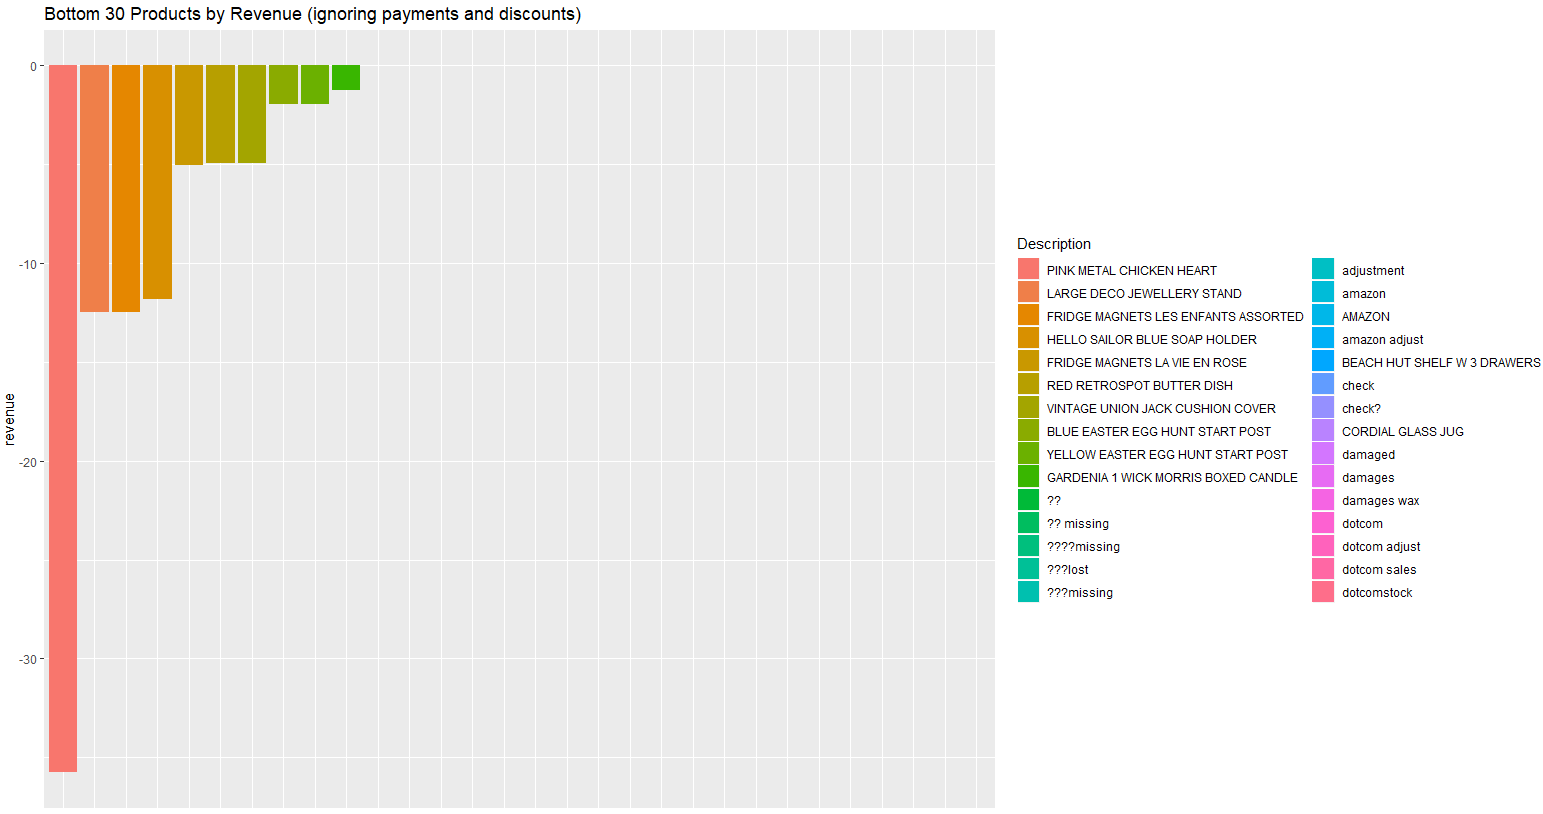 Bottom 30 Products by Revenue (ignoring payments and discounts)
0
-10
-20
-30
revenue
Description
PINK METAL CHICKEN HEART
LARGE DECO JEWELLERY STAND
FRIDGE MAGNETS LES ENFANTS ASSORTED
HELLO SAILOR BLUE SOAP HOLDER
FRIDGE MAGNETS LA VIE EN ROSE
RED RETROSPOT BUTTER DISH
VINTAGE UNION JACK CUSHION COVER
BLUE EASTER EGG HUNT START POST
YELLOW EASTER EGG HUNT START POST
GARDENIA 1 WICK MORRIS BOXED CANDLE
??
?? missing
????missing
???lost
???missing
adjustment
amazon
AMAZON
amazon adjust
BEACH HUT SHELF W 3 DRAWERS
check
check?
CORDIAL GLASS JUG
damaged
damages
damages wax
dotcom
dotcom adjust
dotcom sales
dotcomstock